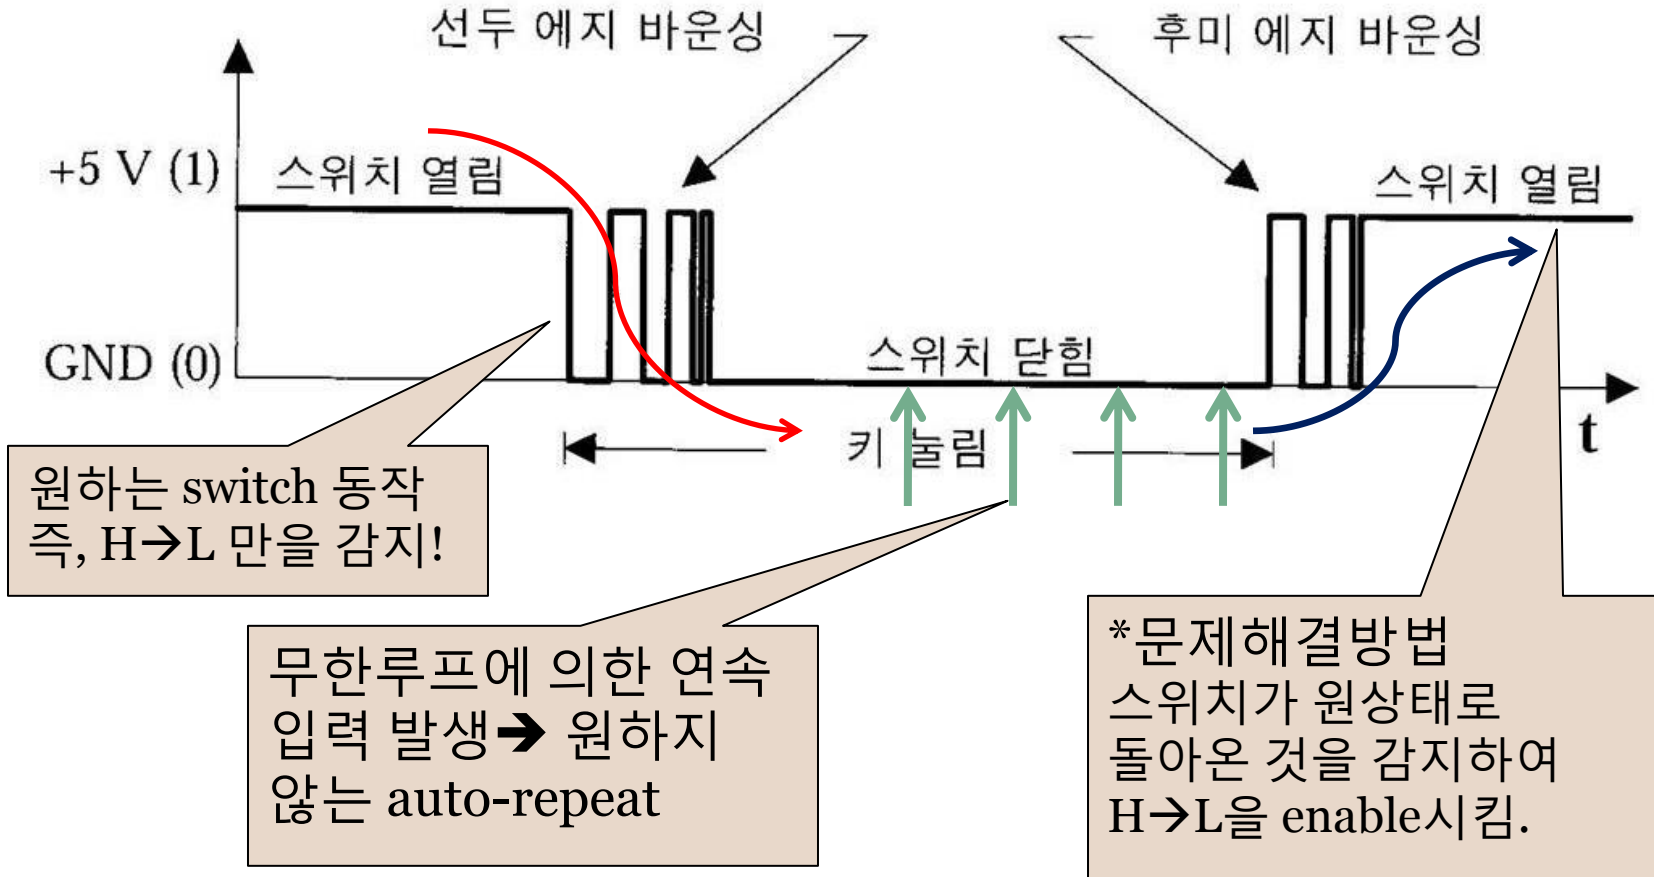 선두 에지 바운싱
후미 에지 바운싱
+5 V (1)
스위치 열림
스위치 열림
GND (0)
스위치 닫힘
키 눌림
t
원하는 switch 동작
즉, H→L 만을 감지!
무한루프에 의한 연속
입력 발생➔ 원하지
않는 auto-repeat
*문제해결방법
스위치가 원상태로
돌아온 것을 감지하여
H→L을 enable시킴.